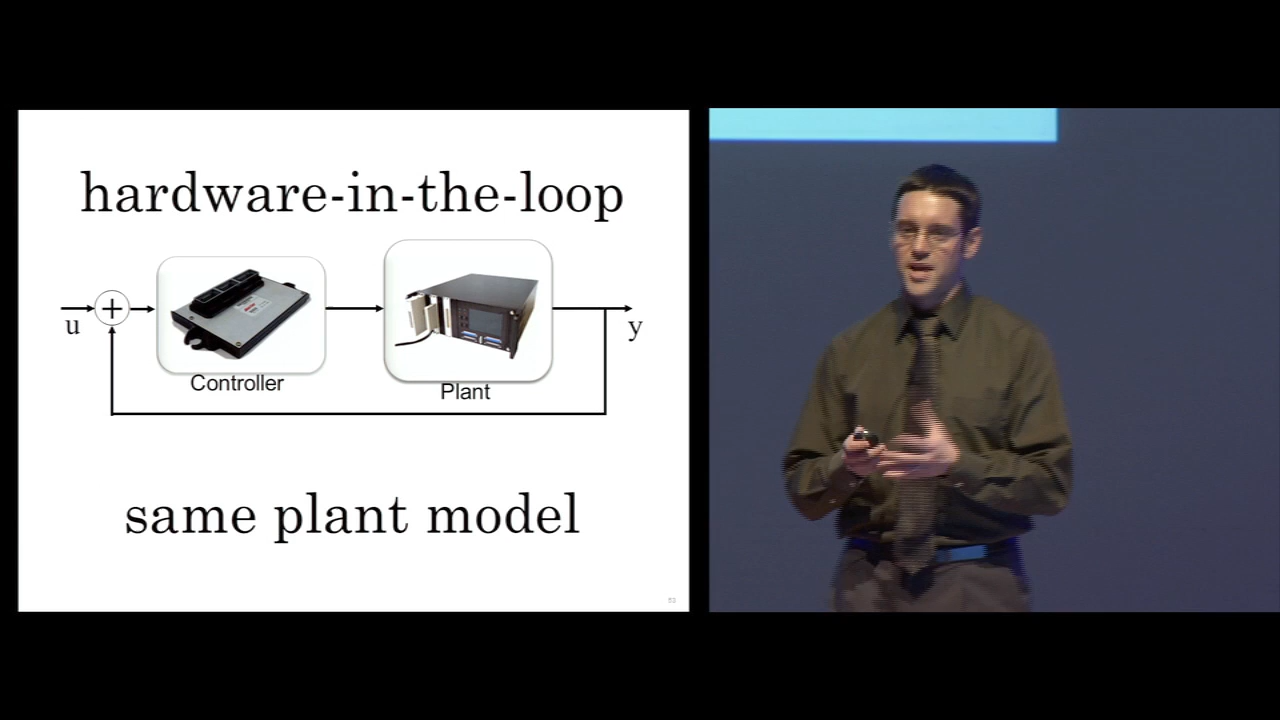 hardware-in-the-loop
+
u
y
Controller
Plant
same plant model